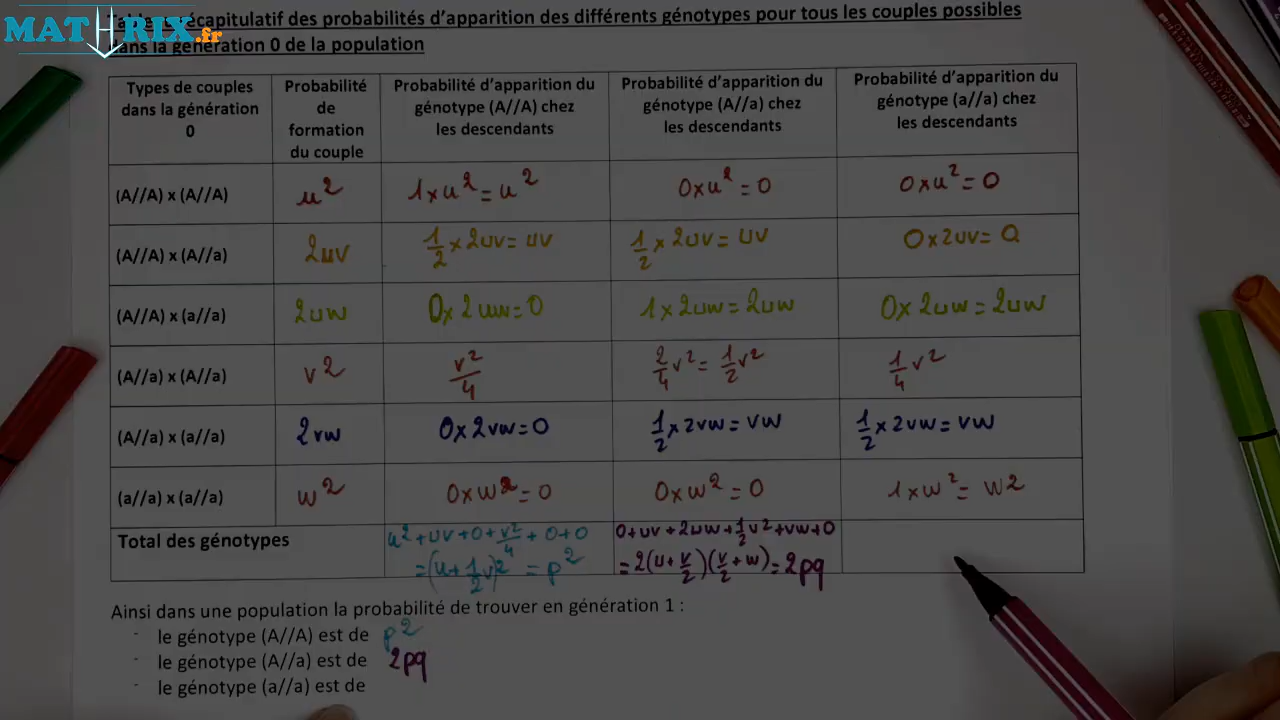 MATHRIX.fr
récapitulatif des probabilités d'apparition des différents génotypes pour tous les couples possibles
dans la génération 0 de la population
Types de couples dans la génération 0
Probabilité de formation du couple
Probabilité d'apparition du génotype (A//A) chez les descendants
Probabilité d'apparition du génotype (A//a) chez les descendants
Probabilité d'apparition du génotype (a//a) chez les descendants
(A//A) x (A//A) u² 1×u²=u² 0×u²=0 0×u²=0
(A//A) x (A//a) 2uv 1/2×2uv=uv 1/2×2uv=uv 0×2uv=0
(A//A) x (a//a) 2uw 0×2uw=0 1×2uw=2uw 0×2uw=2uw
(A//a) x (A//a) v² v²/4 2/4v²=1/2v² 1/4v²
(A//a) x (a//a) 2vw 0×2vw=0 1/2×2vw=vw 1/2×2vw=vw
(a//a) x (a//a) w² 0×w²=0 0×w²=0 1×w²=w2
Total des génotypes u²+uv+0+v²/4+0+0 0+uv+2uw+1/2v²+vw+0
=(u+1/2v)²=p² =2(u+v/2)(v/2+w)=2pq
Ainsi dans une population la probabilité de trouver en génération 1 :
- le génotype (A//A) est de p²
- le génotype (A//a) est de 2pq
- le génotype (a//a) est de